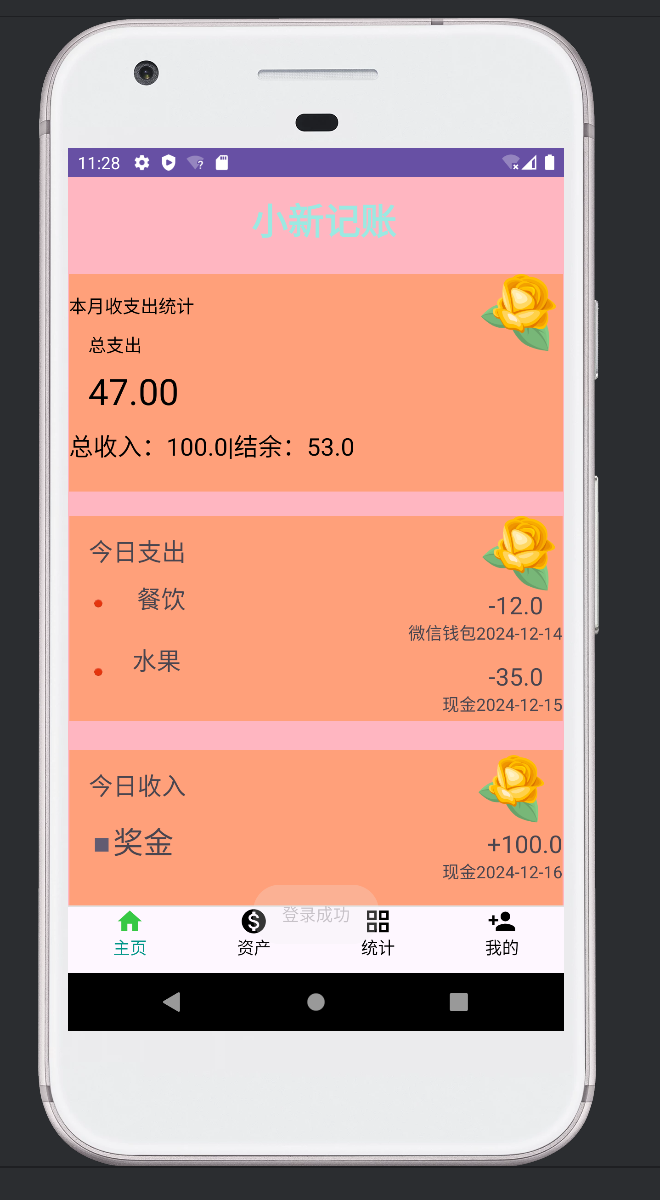 11:28
小新记账
本月收支出统计
总支出
47.00
总收入：100.0|结余：53.0
今日支出
餐饮
-12.0
微信钱包2024-12-14
水果
-35.0
现金2024-12-15
今日收入
奖金
+100.0
现金2024-12-16
登录成功
主页 资产 统计 我的